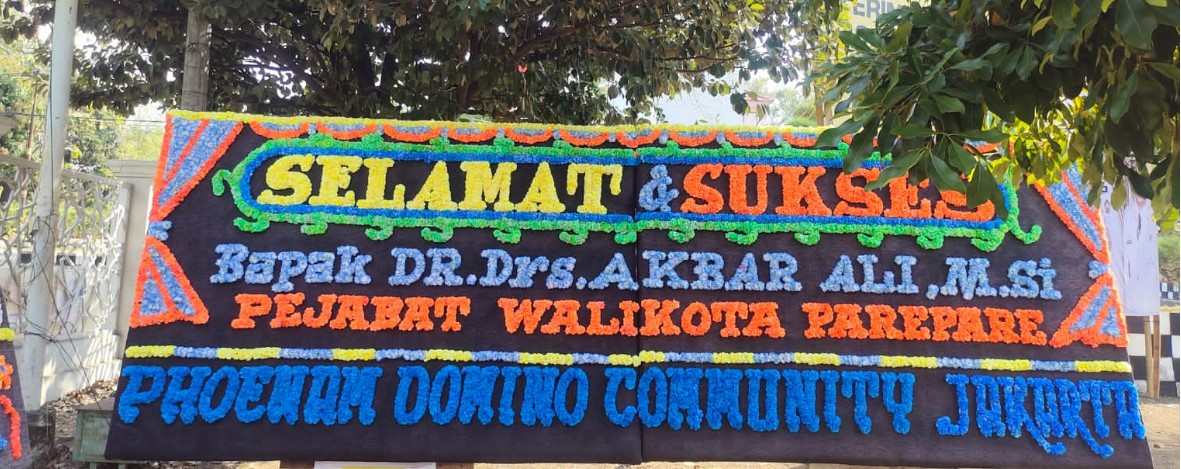 SELAMAT & SUKSES
Bapak DR.Drs.AKBAR ALI,M.Si
PEJABAT WALIKOTA PAREPARE
PHOENAM DOMINO COMMUNITY JAKARTA